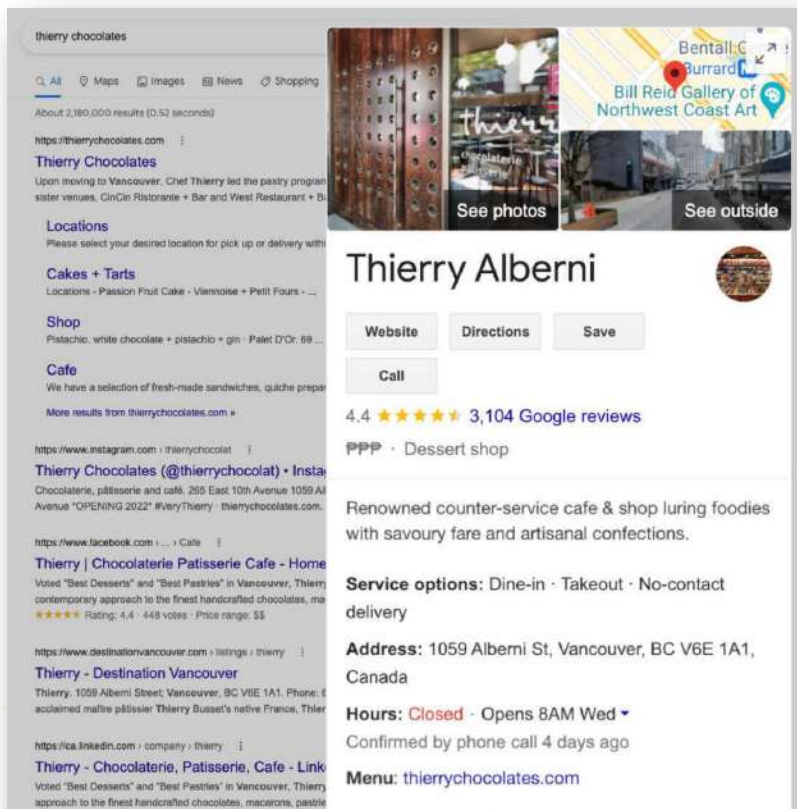 thierry chocolates
All Maps Images News Shopping
About 2,180,000 results (0.52 seconds)
https://thierrychocolates.com
Thierry Chocolates
Upon moving to Vancouver, Chef Thierry led the pastry program
sister venues, CinCin Ristorante + Bar and West Restaurant +
Locations
Please select your desired location for pick up or delivery
Cakes + Tarts
Locations - Passion Fruit Cake - Viennoise + Petit Fours - ...
Shop
Pistachio. white chocolate + pistachio + gin · Palet D'Or. 69 ...
Cafe
We have a selection of fresh-made sandwiches, quiche
More results from thierrychocolates.com »
https://www.instagram.com › thierrychocolat
Thierry Chocolates (@thierrychocolat) •
Chocolaterie, pâtisserie and café. 265 East 10th Avenue 1059
Avenue *OPENING 2022* #VeryThierry · thierrychocolates.com.
https://www.facebook.com › ... › Cafe
Thierry | Chocolaterie Patisserie Cafe - Home
Voted "Best Desserts" and "Best Pastries" in Vancouver,
contemporary approach to the finest handcrafted chocolates,
Rating: 4.4 · 448 votes · Price range: $$
https://www.destinationvancouver.com › listings › thierry
Thierry - Destination Vancouver
Thierry. 1059 Alberni Street; Vancouver, BC V6E 1A1. Phone:
acclaimed maître pâtissier Thierry Busset's native France,
https://ca.linkedin.com › company › thierry
Thierry - Chocolaterie, Patisserie, Cafe -
Voted "Best Desserts" and "Best Pastries" in Vancouver, Thierry
approach to the finest handcrafted chocolates, macarons,
chocolaterie
patisserie
See photos
Bentall
Burrard
Bill Reid Gallery of
Northwest Coast Art
See outside
Thierry Alberni
Website Directions Save
Call
4.4 3,104 Google reviews
₱₱₱ · Dessert shop
Renowned counter-service cafe & shop luring foodies
with savoury fare and artisanal confections.
Service options: Dine-in · Takeout · No-contact
delivery
Address: 1059 Alberni St, Vancouver, BC V6E 1A1,
Canada
Hours: Closed · Opens 8AM Wed
Confirmed by phone call 4 days ago
Menu: thierrychocolates.com